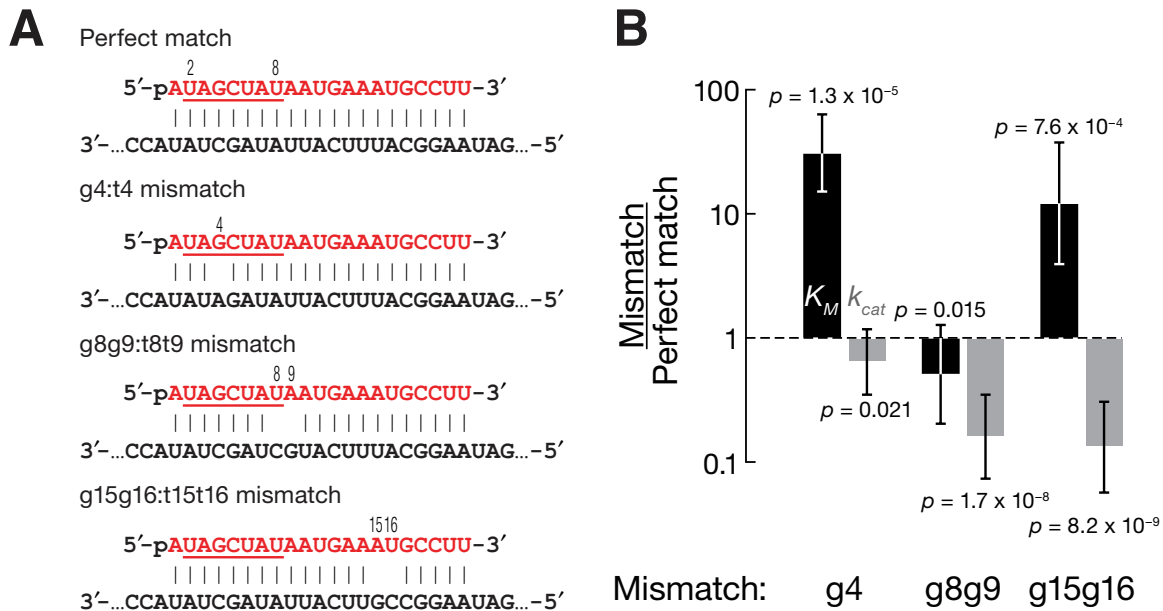 A
Perfect match
2 8
5′-pAUAGCUAUAAUGAAAUGCCUU-3′
3′-…CCAUAUCGAUAUUACUUUACGGAAUAG…-5′
g4:t4 mismatch
4
5′-pAUAGCUAUAAUGAAAUGCCUU-3′
3′-…CCAUAUAGAUAUUACUUUACGGAAUAG…-5′
g8g9:t8t9 mismatch
8 9
5′-pAUAGCUAUAAUGAAAUGCCUU-3′
3′-…CCAUAUCGAUCGUACUUUACGGAAUAG…-5′
g15g16:t15t16 mismatch
15 16
5′-pAUAGCUAUAAUGAAAUGCCUU-3′
3′-…CCAUAUCGAUAUUACUUGCCGGAAUAG…-5′
B
Mismatch
Perfect match
100
10
1
0.1
p = 1.3 x 10⁻⁵
p = 7.6 x 10⁻⁴
K_M k_cat
p = 0.015
p = 0.021
p = 1.7 x 10⁻⁸
p = 8.2 x 10⁻⁹
Mismatch: g4 g8g9 g15g16